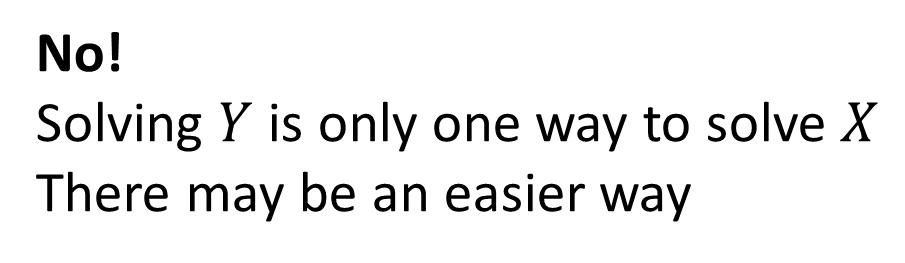 No!
Solving Y is only one way to solve X
There may be an easier way